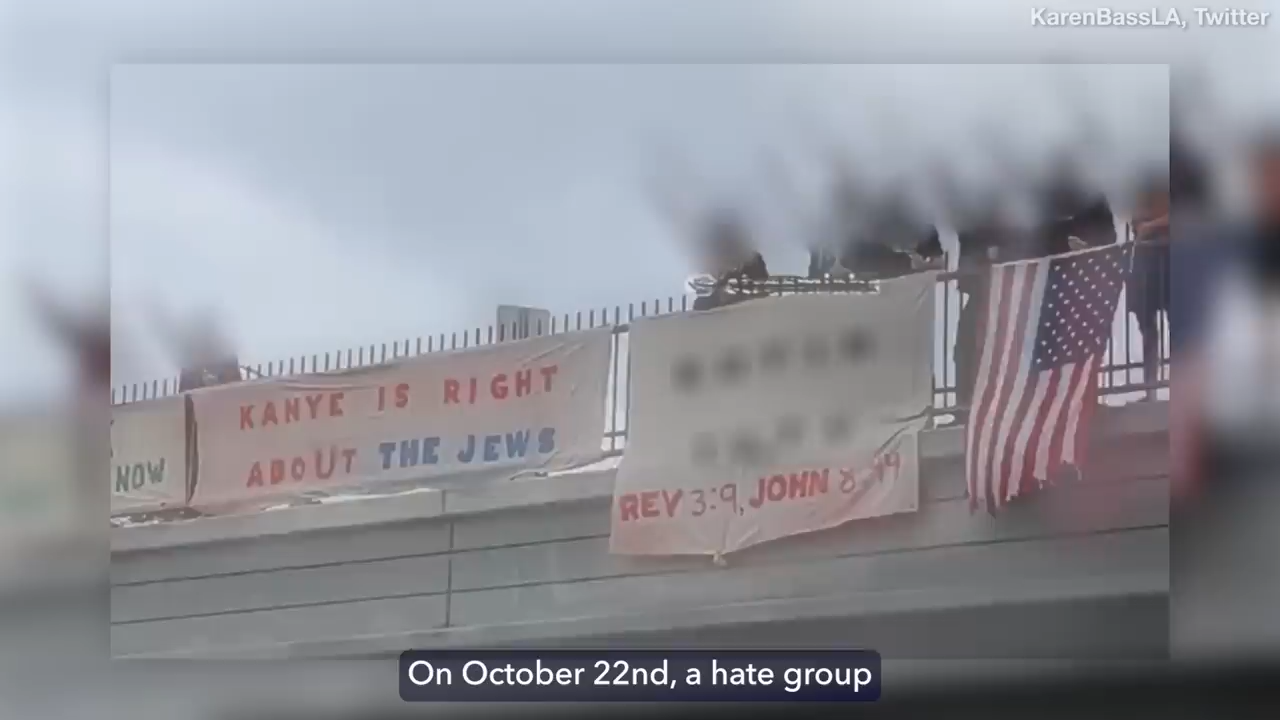 KarenBassLA, Twitter
NOW
KANYE IS RIGHT
ABOUT THE JEWS
REV 3:9, JOHN 8:44
On October 22nd, a hate group